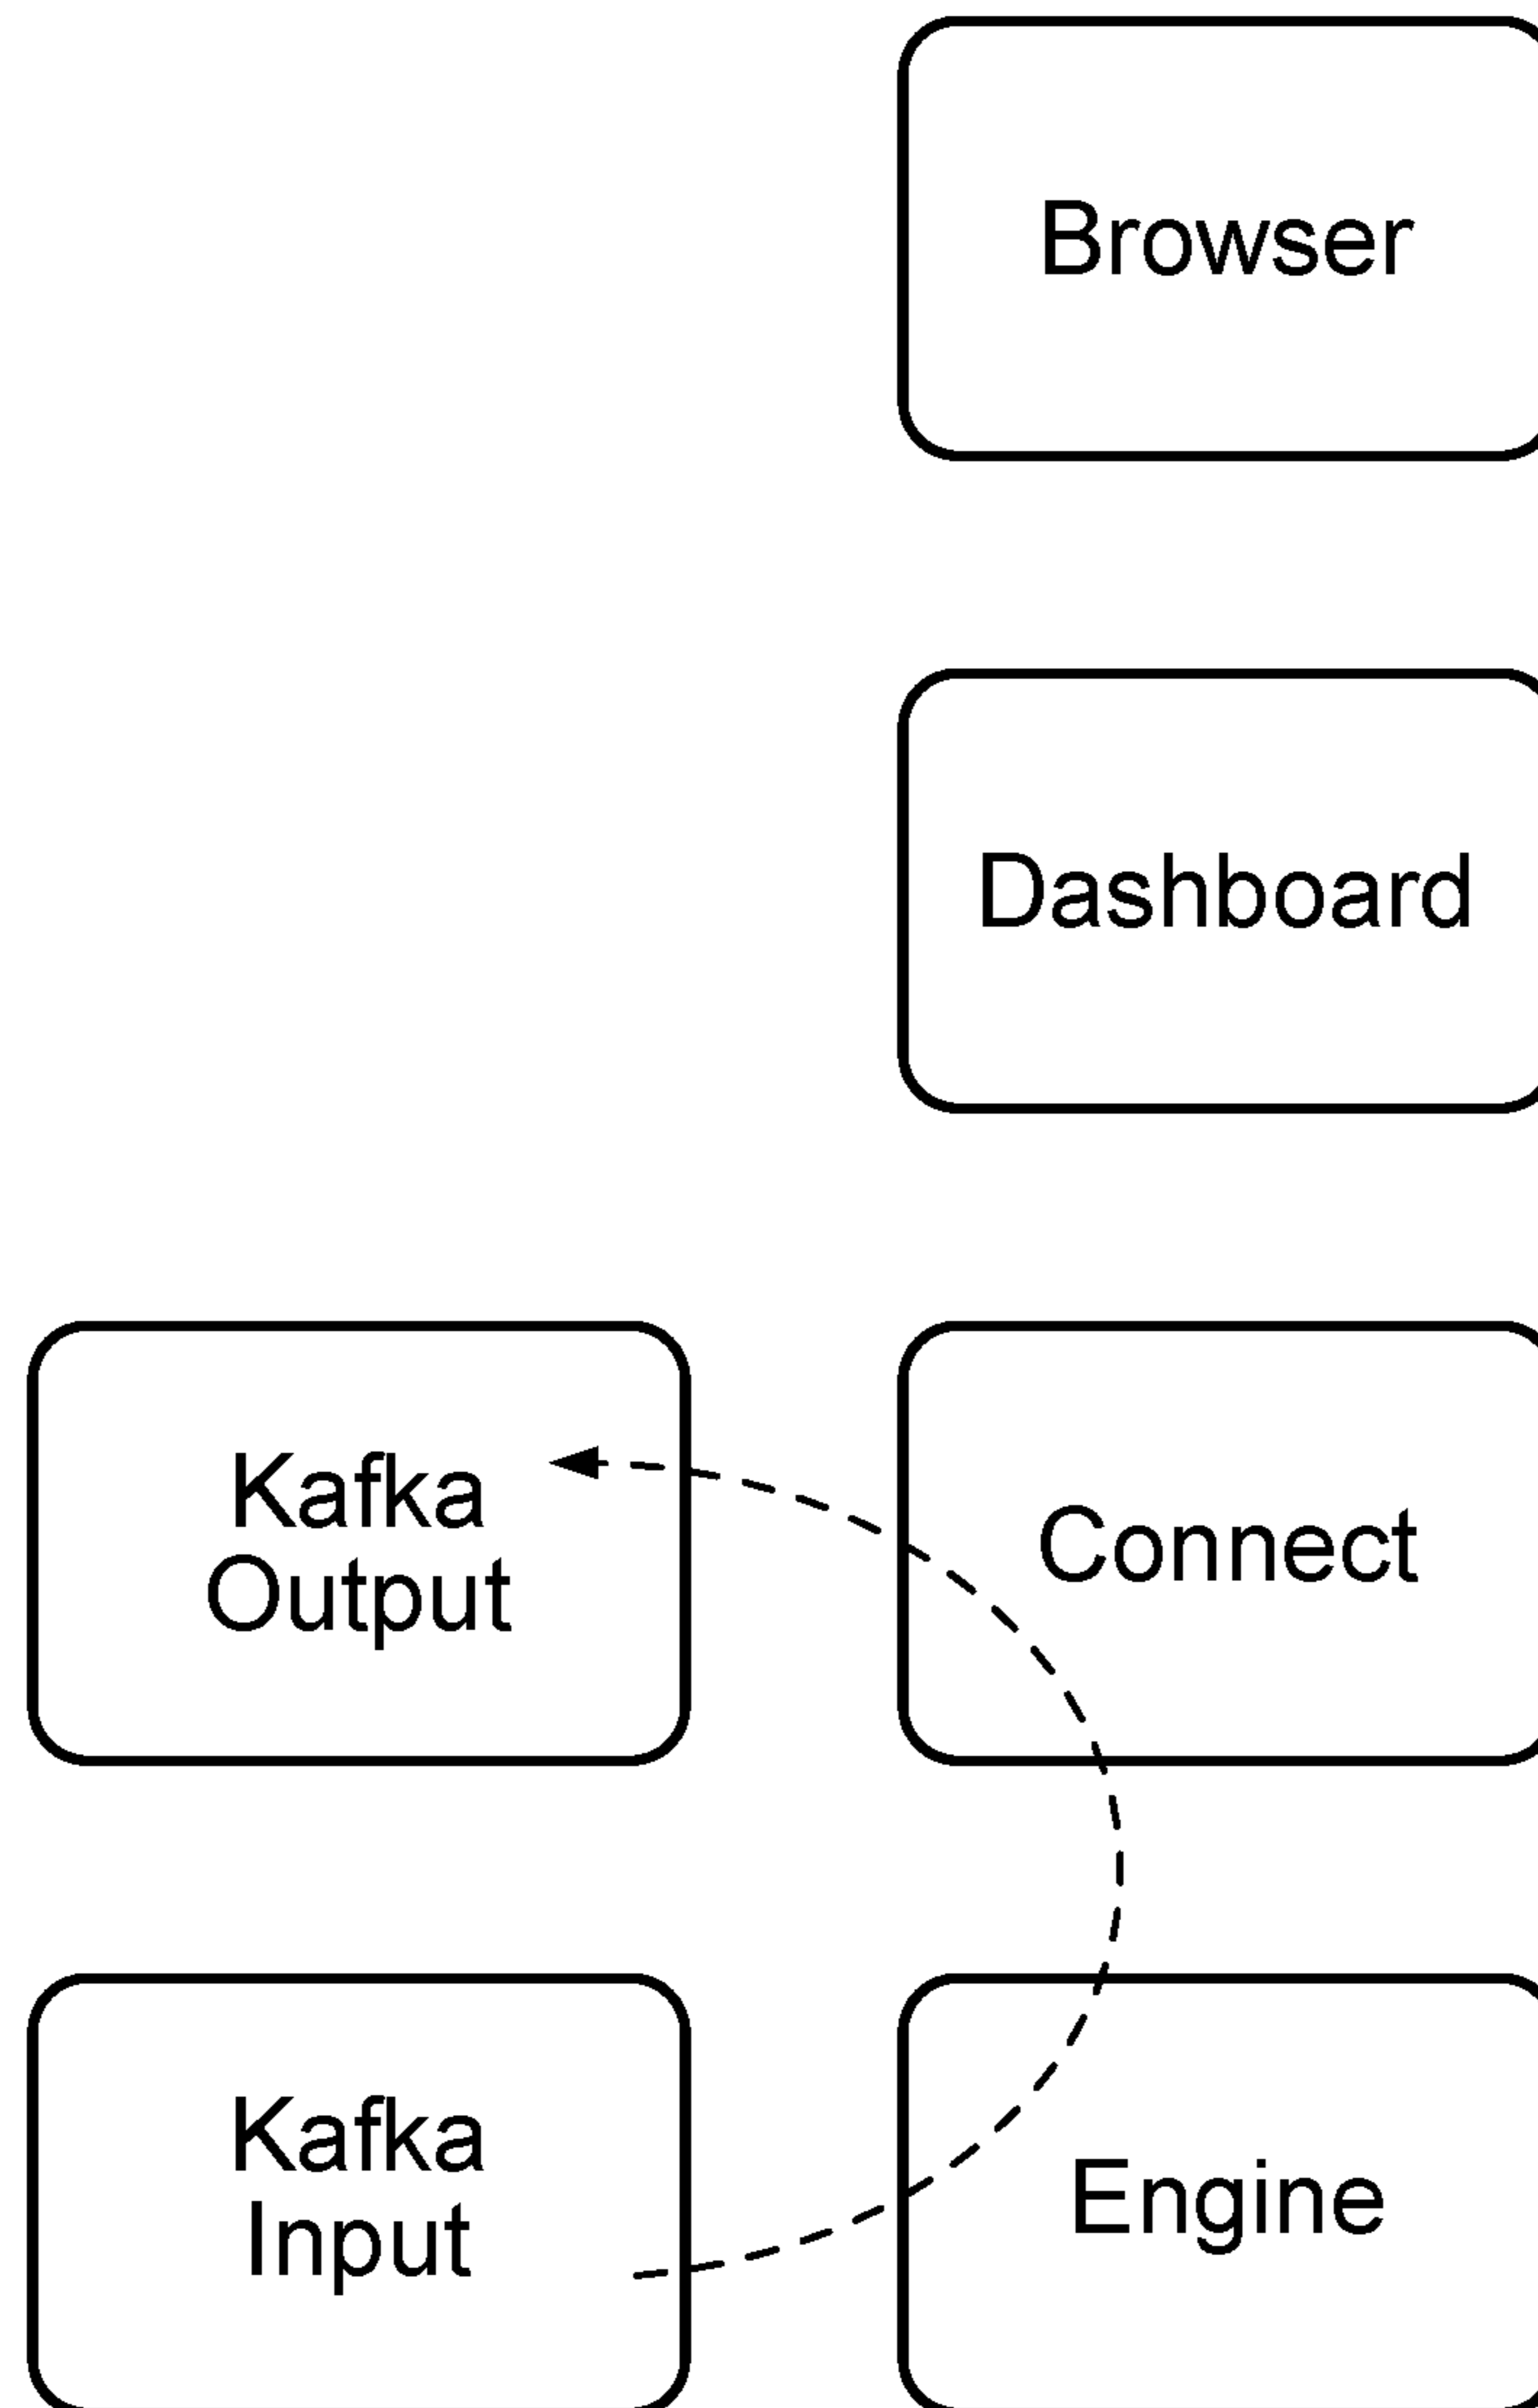 Browser
Dashboard
Kafka
Output
Connect
Kafka
Input
Engine